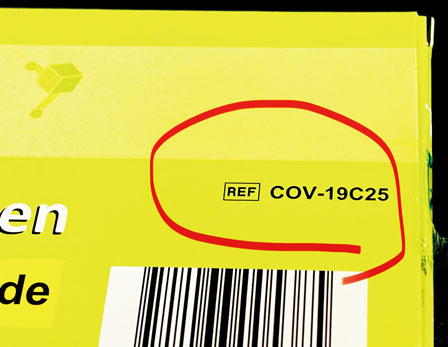 REF COV-19C25
en
de